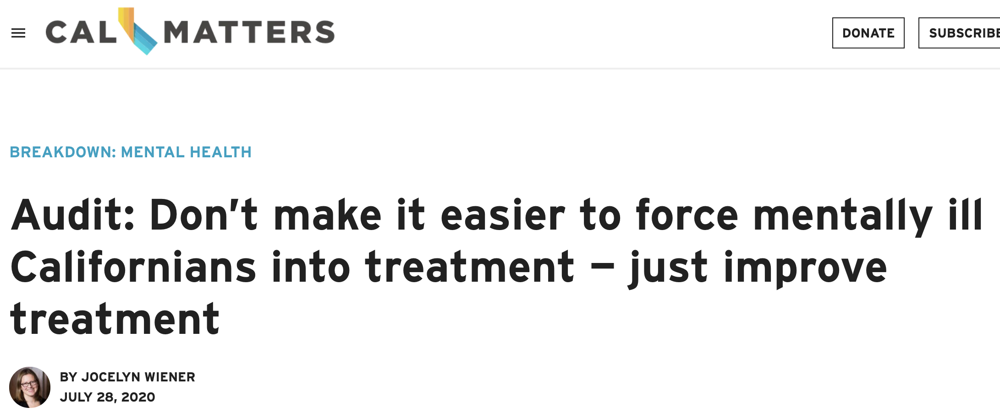 CAL MATTERS
DONATE
SUBSCRIBE
BREAKDOWN: MENTAL HEALTH
Audit: Don’t make it easier to force mentally ill
Californians into treatment — just improve
treatment
BY JOCELYN WIENER
JULY 28, 2020